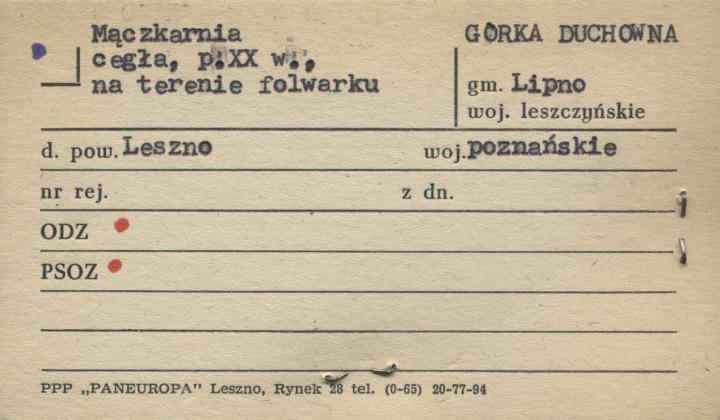 Mączkarnia
cegła, p.XX w.,
na terenie folwarku
GÓRKA DUCHOWNA
gm. Lipno
woj. leszczyńskie
d. pow. Leszno woj. poznańskie
nr rej. z dn.
ODZ
PSOZ
PPP „PANEUROPA” Leszno, Rynek 28 tel. (0-65) 20-77-94